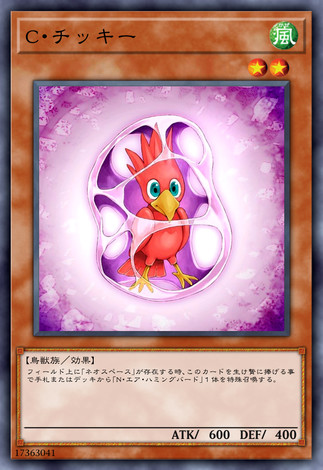 C・チッキー
風
【鳥獣族／効果】
フィールド上に「ネオスペース」が存在する時、このカードを生け贄に捧げる事
で手札またはデッキから「N・エア・ハミングバード」１体を特殊召喚する。
ATK/ 600 DEF/ 400
17363041